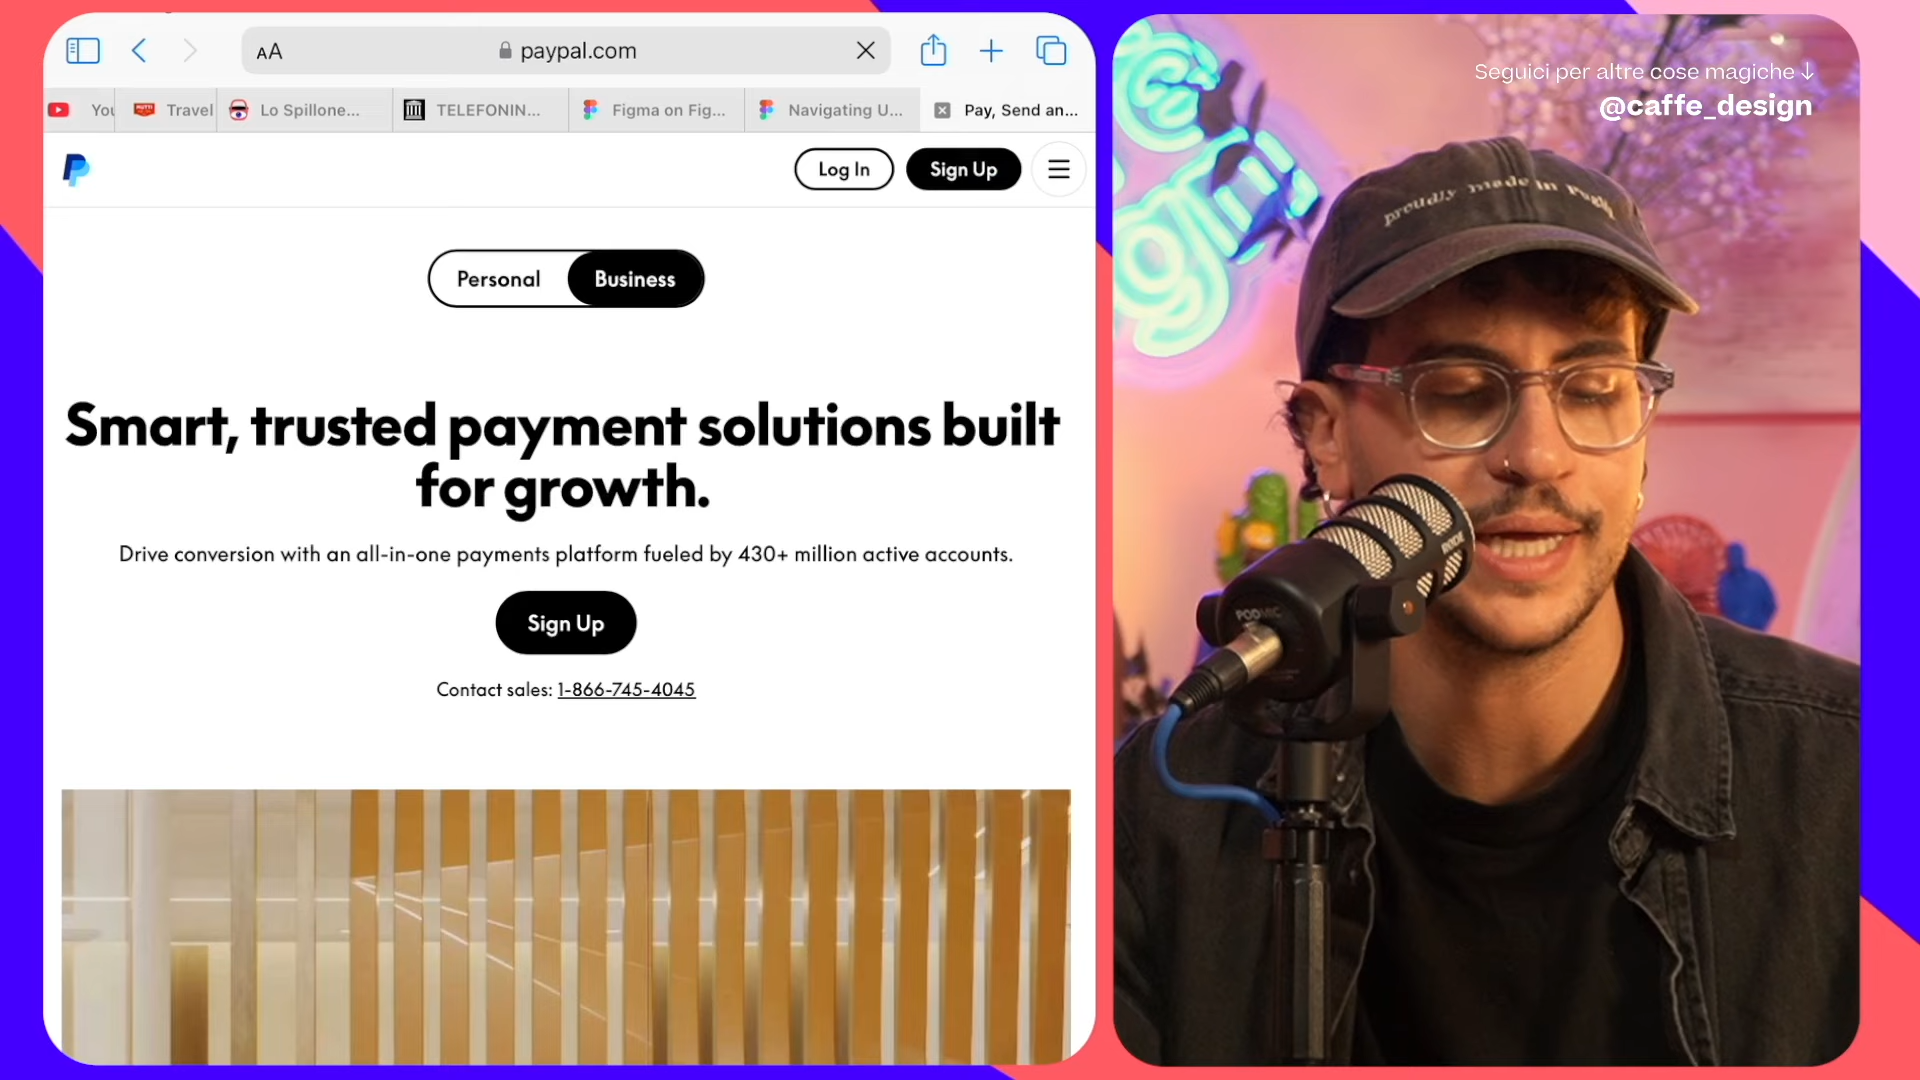 AA
paypal.com
You
Travel
Lo Spillone...
TELEFONIN...
Figma on Fig...
Navigating U...
Pay, Send an...
Log In
Sign Up
Personal
Business
Smart, trusted payment solutions built
for growth.
Drive conversion with an all-in-one payments platform fueled by 430+ million active accounts.
Sign Up
Contact sales: 1-866-745-4045
Seguici per altre cose magiche ↓
@caffe_design
proudly made in Puglia
PODMIC
RODE